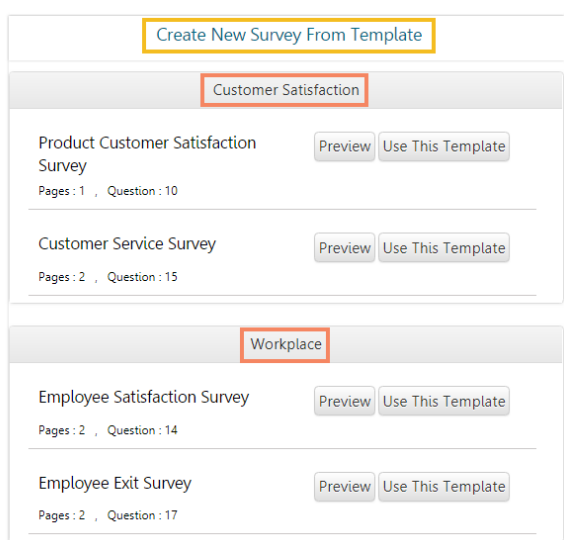 Create New Survey From Template
Customer Satisfaction
Product Customer Satisfaction
Survey
Preview Use This Template
Pages : 1 , Question : 10
Customer Service Survey
Preview Use This Template
Pages : 2 , Question : 15
Workplace
Employee Satisfaction Survey
Preview Use This Template
Pages : 2 , Question : 14
Employee Exit Survey
Preview Use This Template
Pages : 2 , Question : 17